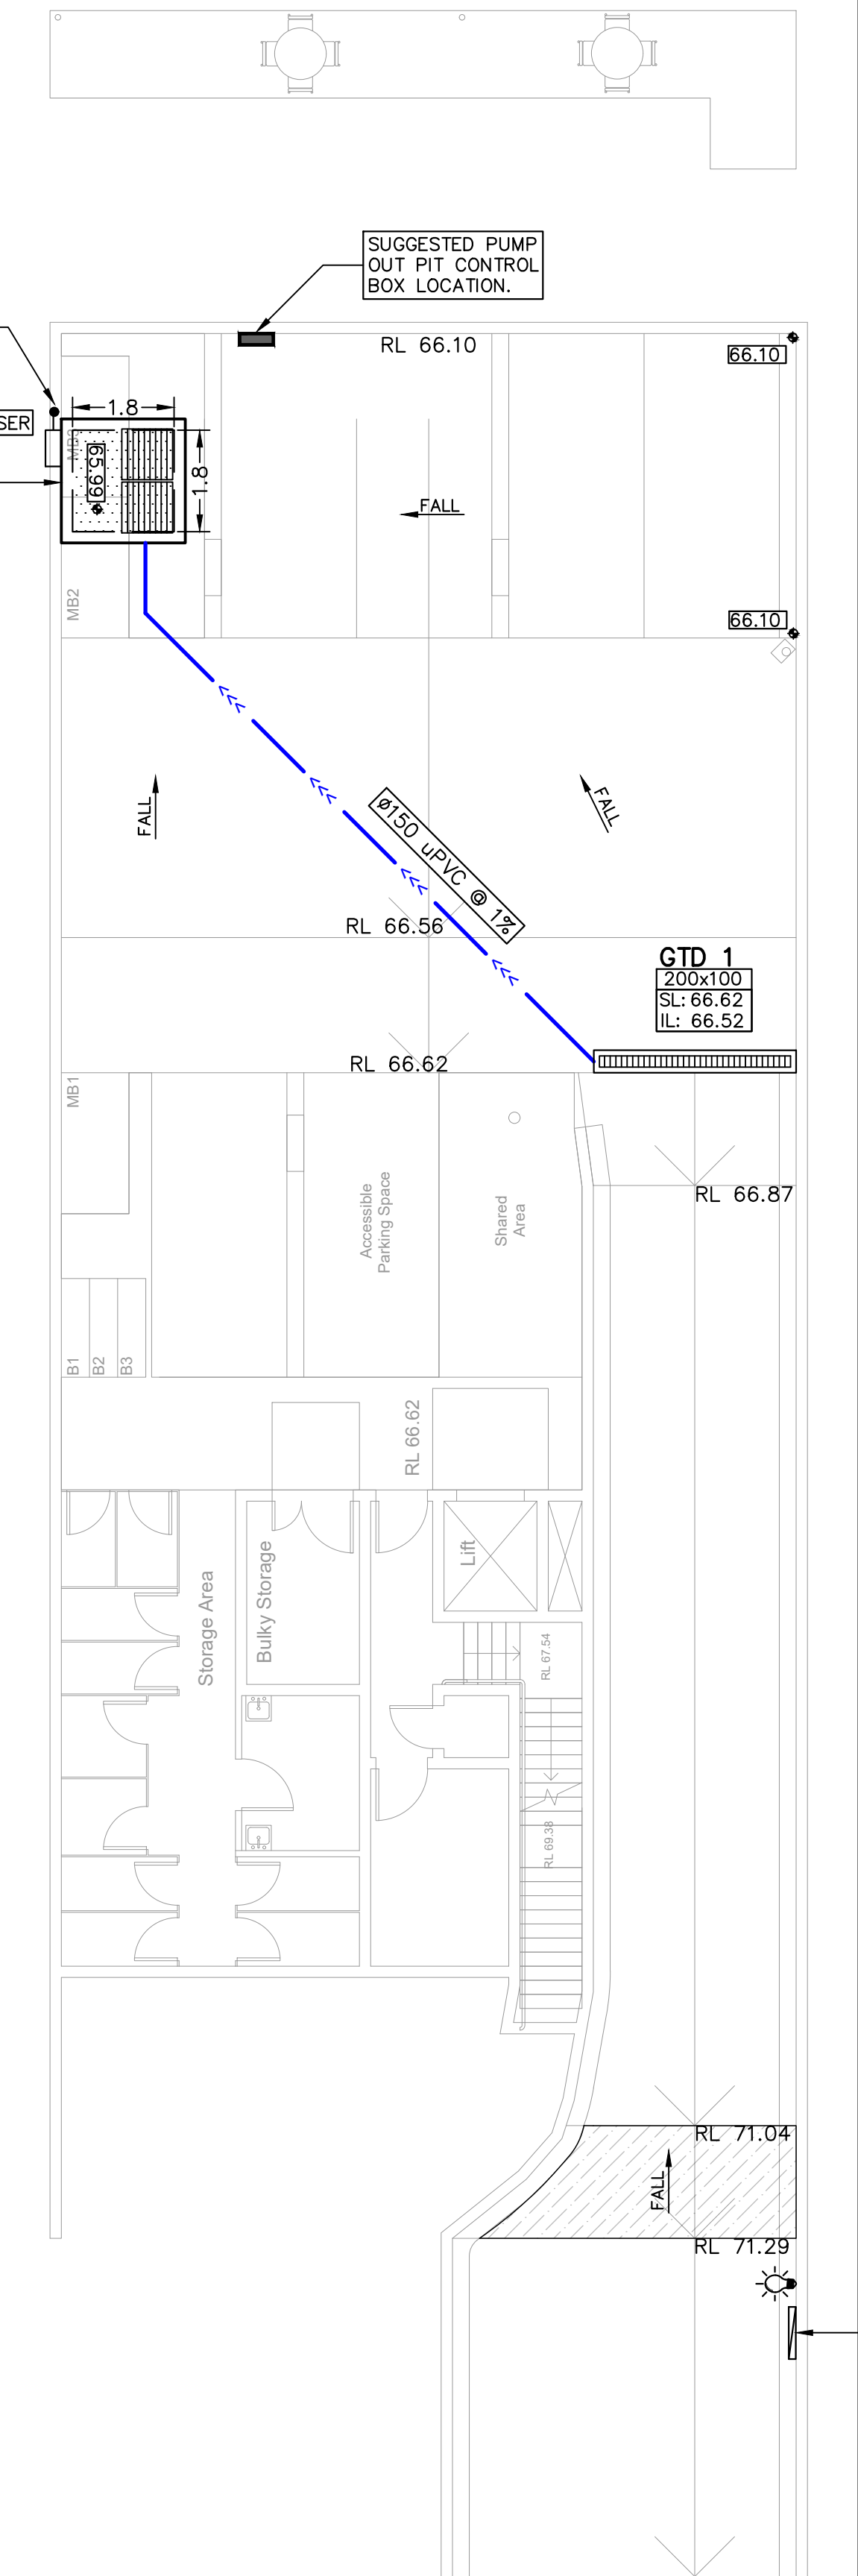 SUGGESTED PUMP
OUT PIT CONTROL
BOX LOCATION.
RL 66.10
66.10
SER
1.8
MB3
65.99
1.8
FALL
MB2
66.10
FALL
FALL
ø150 uPVC @ 1%
RL 66.56
GTD 1
200x100
SL: 66.62
IL: 66.52
RL 66.62
MB1
RL 66.87
Accessible
Parking Space
Shared
Area
B1
B2
B3
RL 66.62
Storage Area
Bulky Storage
Lift
RL 67.54
RL 69.38
RL 71.04
FALL
RL 71.29